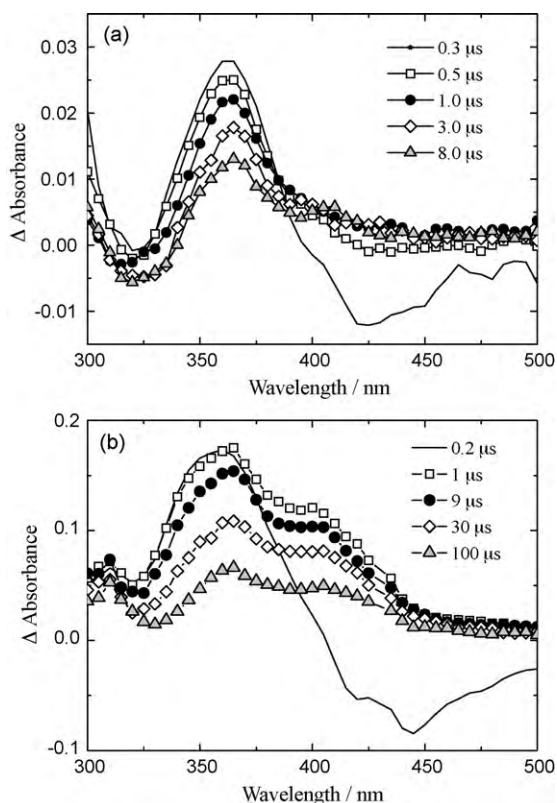 (a)
0.3 μs
0.5 μs
1.0 μs
3.0 μs
8.0 μs
Δ Absorbance
0.03
0.02
0.01
0.00
-0.01
300 350 400 450 500
Wavelength / nm
(b)
0.2 μs
1 μs
9 μs
30 μs
100 μs
Δ Absorbance
0.2
0.1
0.0
-0.1
300 350 400 450 500
Wavelength / nm